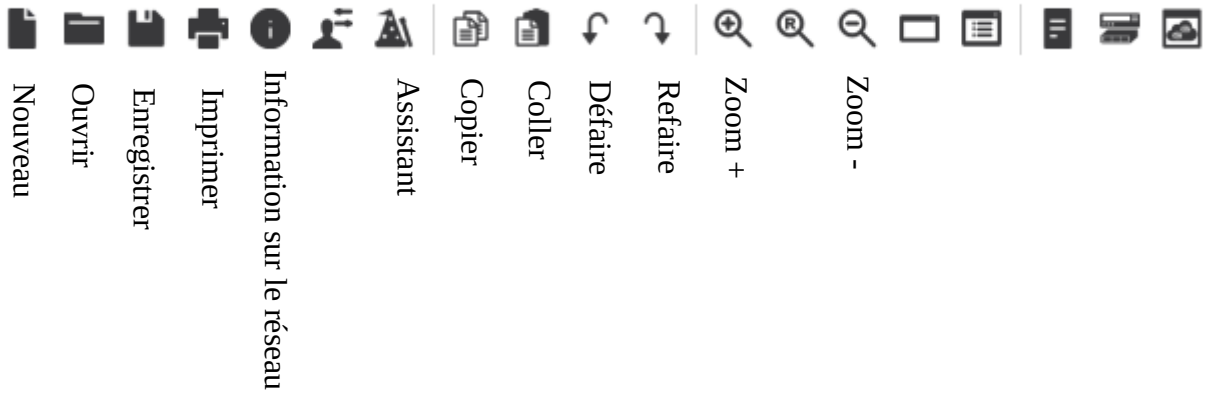 R
Nouveau
Ouvrir
Enregistrer
Imprimer
Information sur le réseau
Assistant
Copier
Coller
Défaire
Refaire
Zoom +
Zoom -